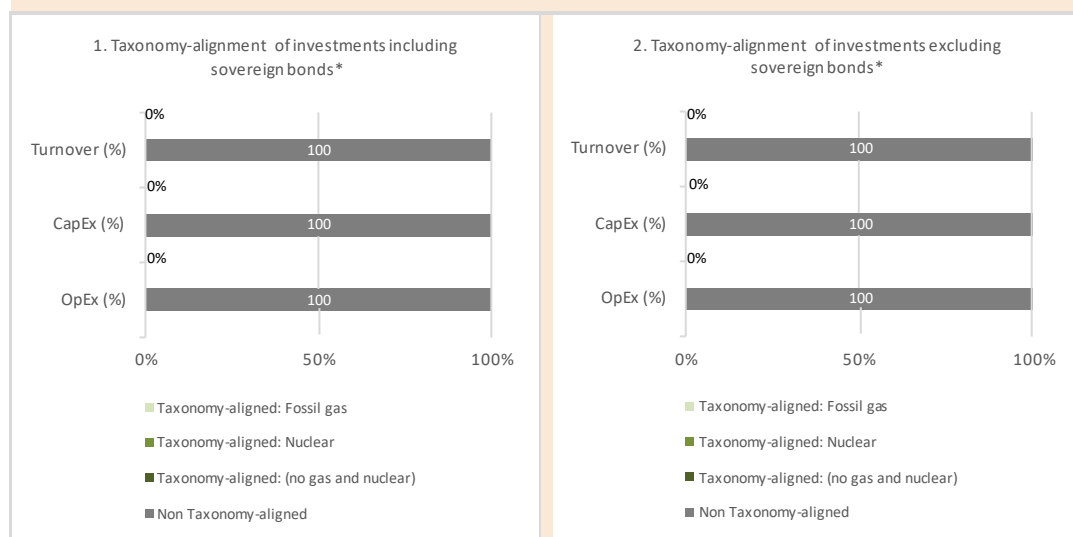 1. Taxonomy-alignment of investments including
sovereign bonds*
0%
Turnover (%)
100
0%
CapEx (%)
100
0%
OpEx (%)
100
0%
50%
100%
Taxonomy-aligned: Fossil gas
Taxonomy-aligned: Nuclear
Taxonomy-aligned: (no gas and nuclear)
Non Taxonomy-aligned
2. Taxonomy-alignment of investments excluding
sovereign bonds*
0%
Turnover (%)
100
0%
CapEx (%)
100
0%
OpEx (%)
100
0%
50%
100%
Taxonomy-aligned: Fossil gas
Taxonomy-aligned: Nuclear
Taxonomy-aligned: (no gas and nuclear)
Non Taxonomy-aligned